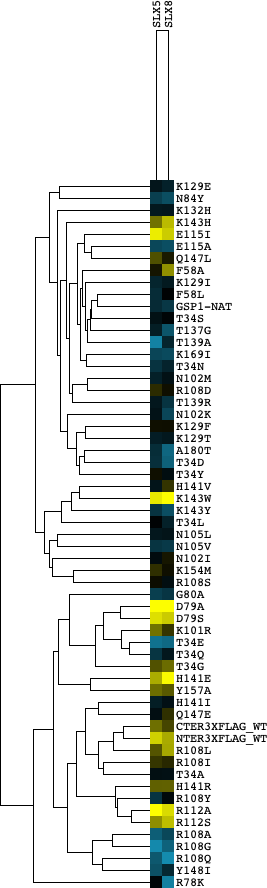 SLX5
SLX8
K129E
N84Y
K132H
K143H
E115I
E115A
Q147L
F58A
K129I
F58L
GSP1-NAT
T34S
T137G
T139A
K169I
T34N
N102M
R108D
T139R
N102K
K129F
K129T
A180T
T34D
T34Y
H141V
K143W
K143Y
T34L
N105L
N105V
N102I
K154M
R108S
G80A
D79A
D79S
K101R
T34E
T34Q
T34G
H141E
Y157A
H141I
Q147E
CTER3XFLAG_WT
NTER3XFLAG_WT
R108L
R108I
T34A
H141R
R108Y
R112A
R112S
R108A
R108G
R108Q
Y148I
R78K